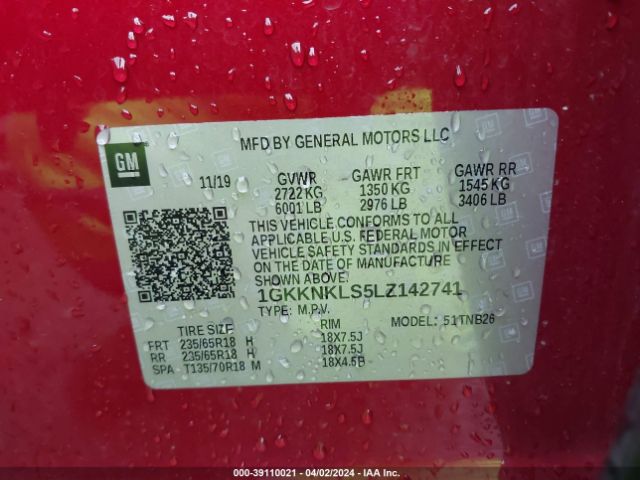 MFD BY GENERAL MOTORS LLC
GM
11/19 GVWR GAWR FRT GAWR RR
2722 KG 1350 KG 1545 KG
6001 LB 2976 LB 3406 LB
THIS VEHICLE CONFORMS TO ALL
APPLICABLE U.S. FEDERAL MOTOR
VEHICLE SAFETY STANDARDS IN EFFECT
ON THE DATE OF MANUFACTURE
SHOWN ABOVE.
1GKKNKLS5LZ142741
TYPE: M.P.V. MODEL: 51TNB26
TIRE SIZE RIM
FRT 235/65R18 H 18X7.5J
RR 235/65R18 H 18X7.5J
SPA T135/70R18 M 18X4.5B
000-39110021 - 04/02/2024 - IAA Inc.